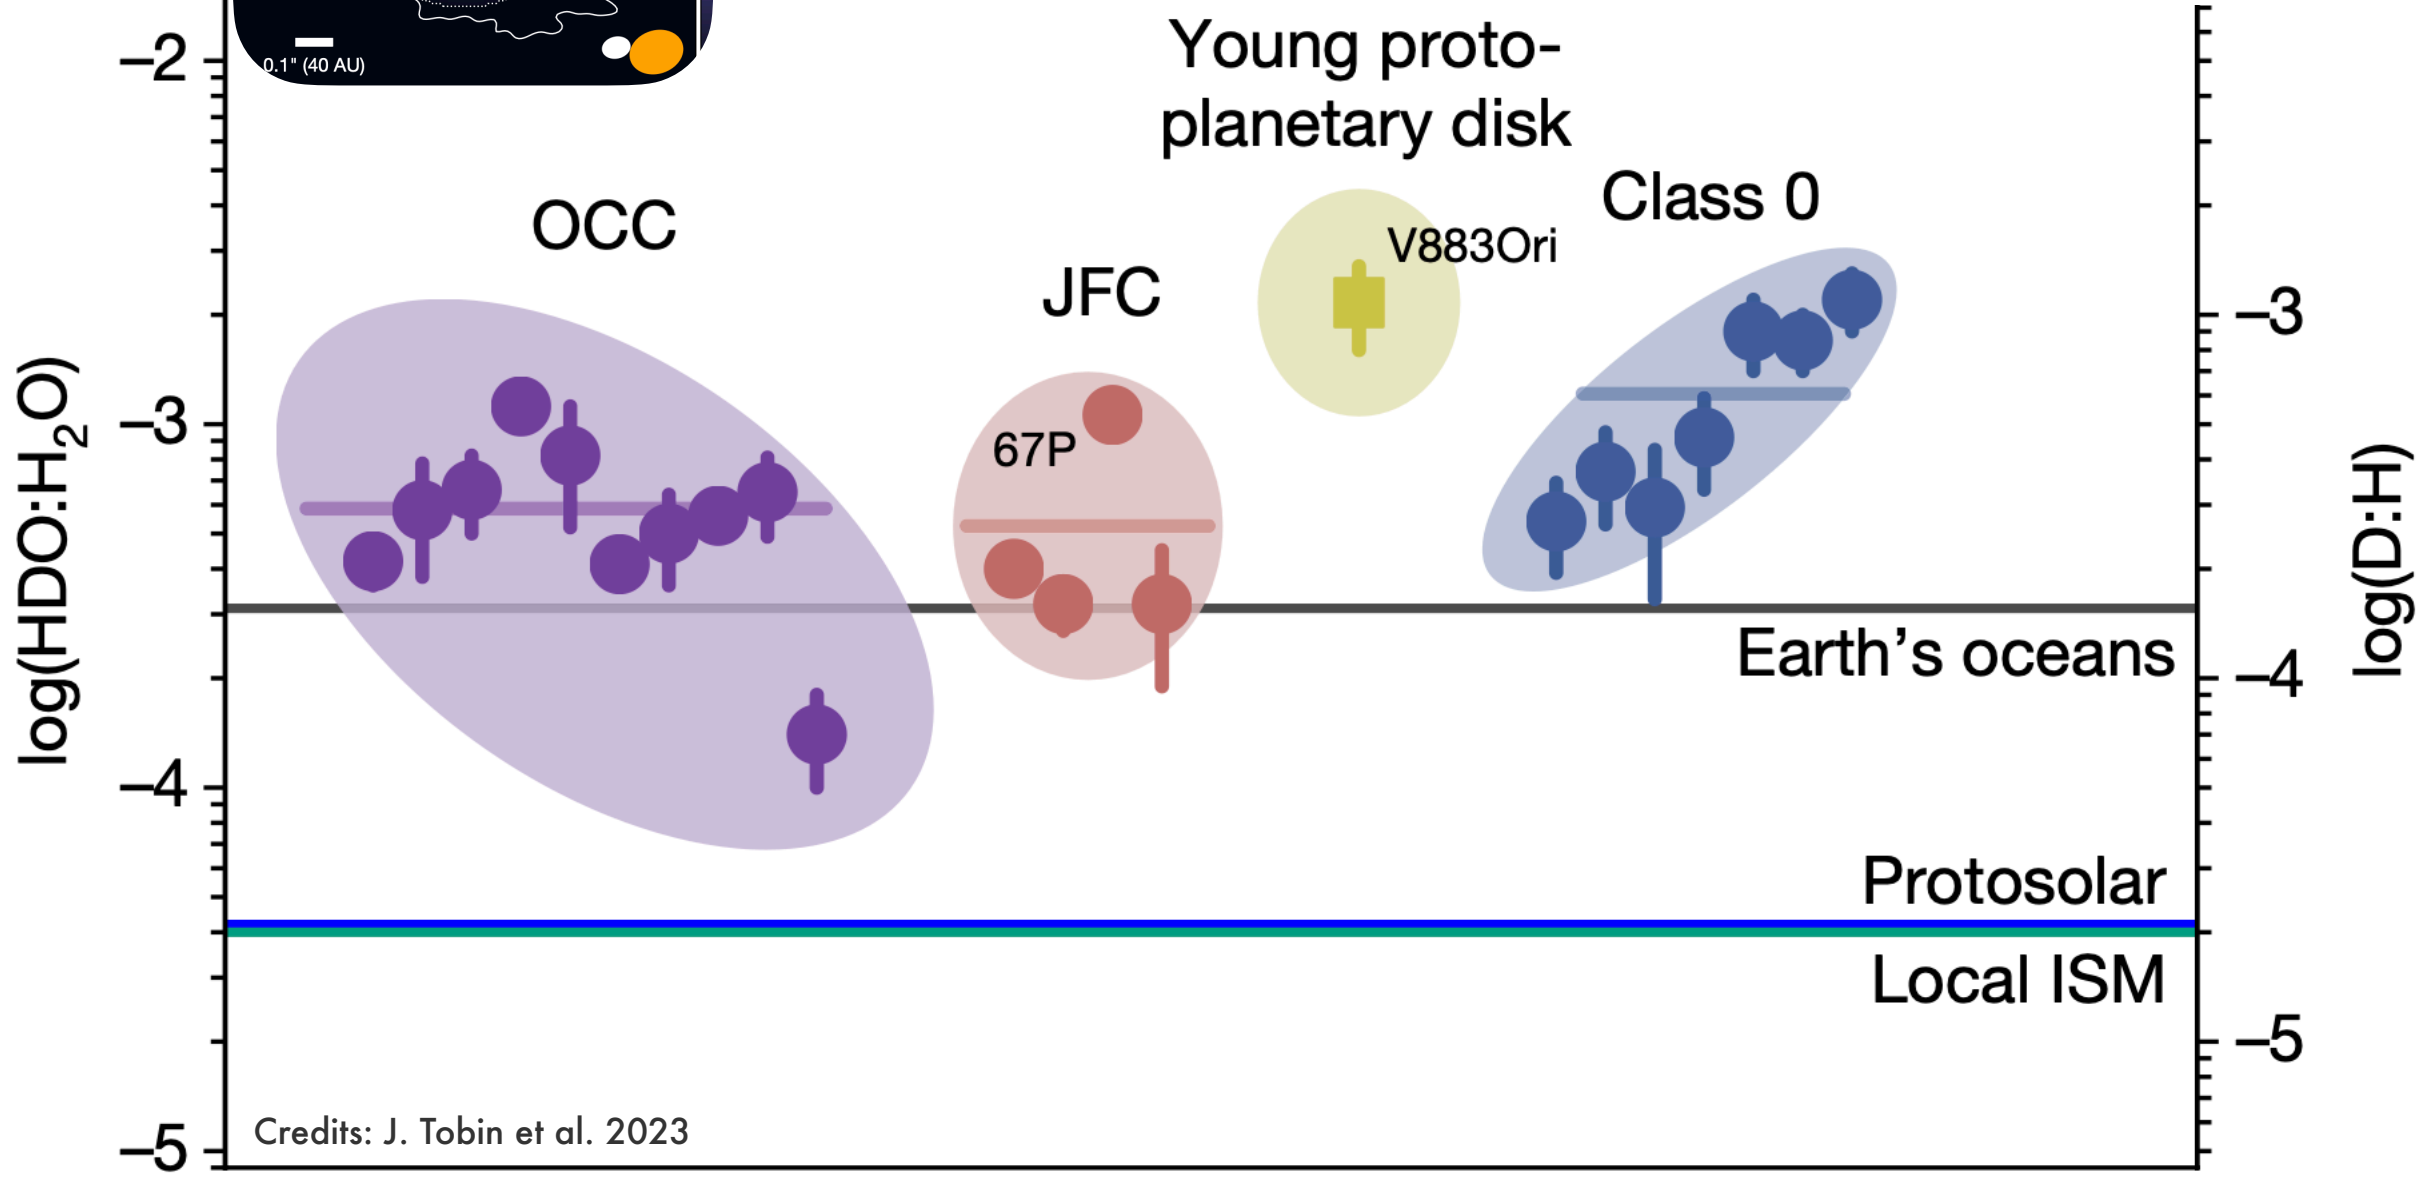 0.1" (40 AU)
Young proto-
planetary disk
Class 0
OCC
V883Ori
JFC
67P
Earth's oceans
Protosolar
Local ISM
Credits: J. Tobin et al. 2023
log(HDO:H₂O)
–2
–3
–4
–5
log(D:H)
–3
–4
–5